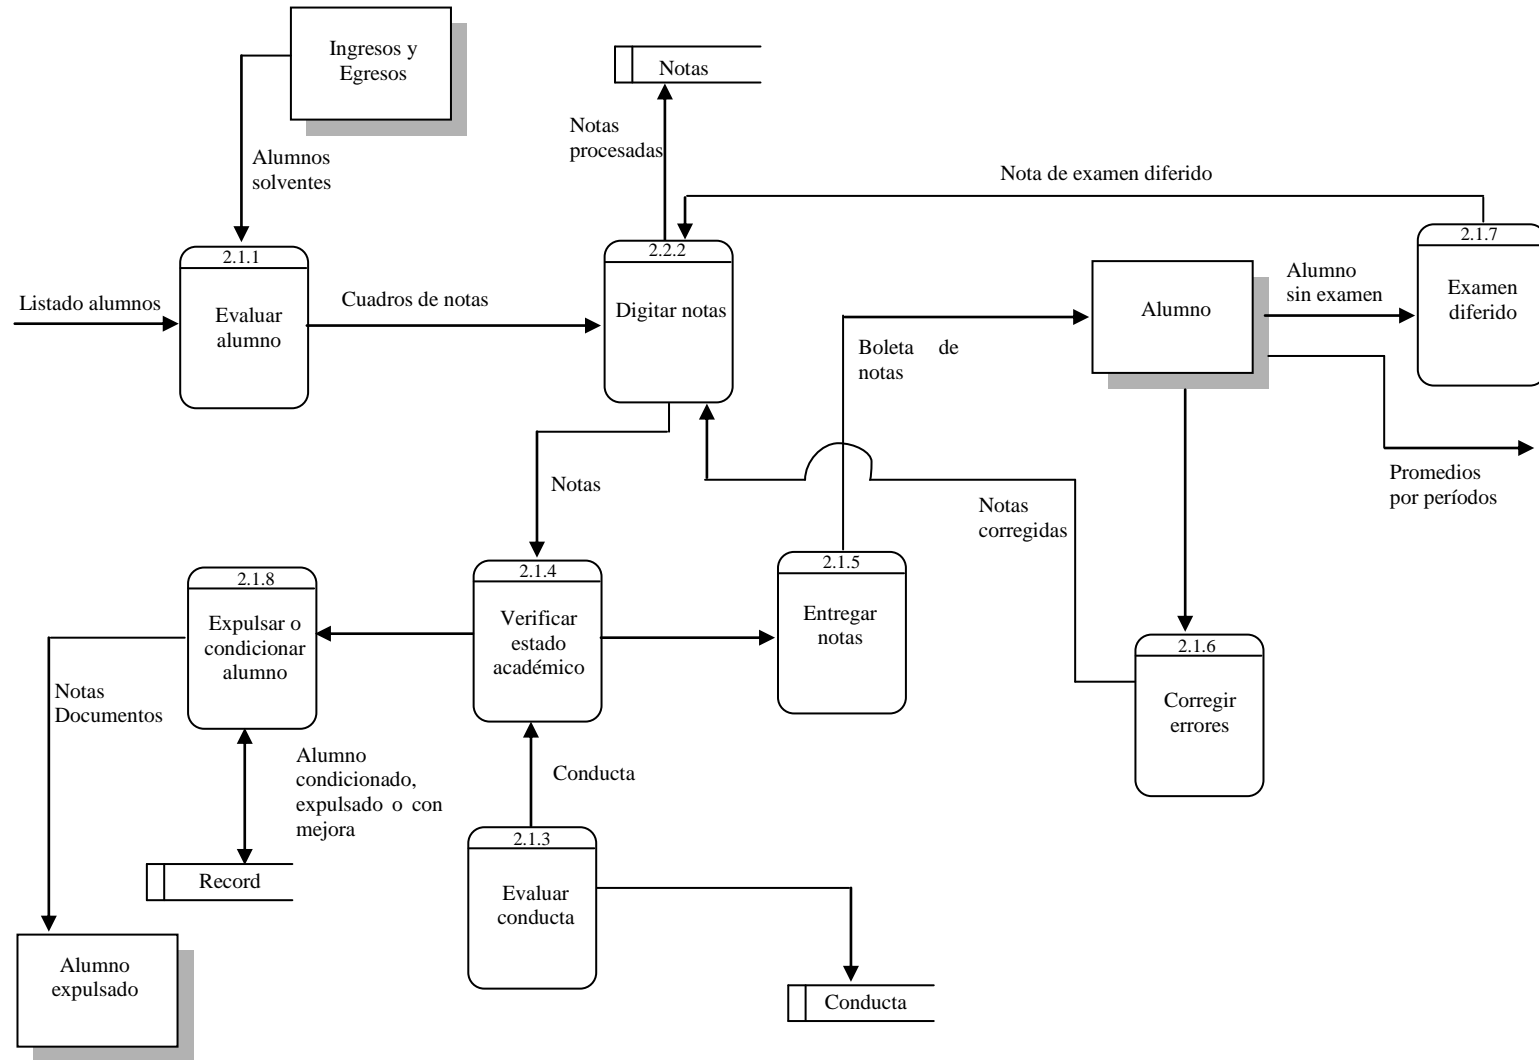 Ingresos y
Egresos
Notas
Notas
procesadas
Alumnos
solventes
Nota de examen diferido
2.1.1
Evaluar
alumno
Listado alumnos
Cuadros de notas
2.2.2
Digitar notas
Alumno
Alumno
sin examen
2.1.7
Examen
diferido
Boleta de
notas
Promedios
por períodos
Notas
Notas
corregidas
2.1.8
Expulsar o
condicionar
alumno
2.1.4
Verificar
estado
académico
2.1.5
Entregar
notas
2.1.6
Corregir
errores
Notas
Documentos
Alumno
condicionado,
expulsado o con
mejora
Conducta
2.1.3
Evaluar
conducta
Record
Alumno
expulsado
Conducta